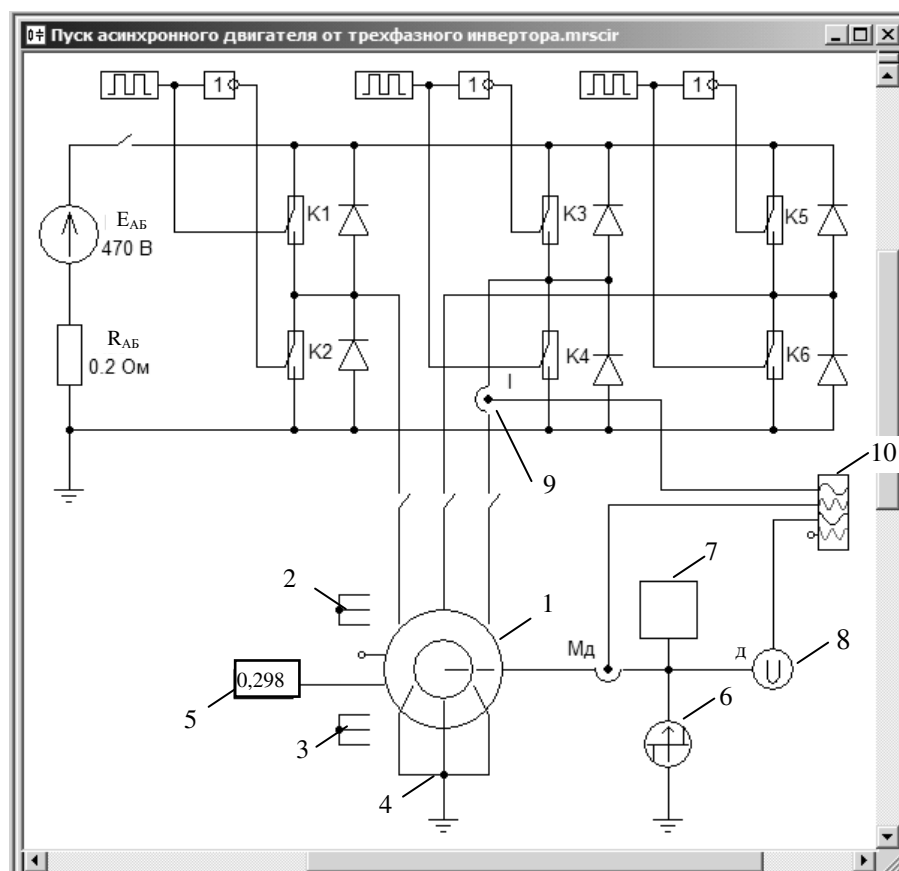 Пуск асинхронного двигателя от трехфазного инвертора.mrscir
1 1 1
K1 K3 K5
EАБ
470 В
RАБ
0.2 Ом
K2 K4 K6
I
9
10
2
1
7
Mд
д
8
0,298
5
6
3
4